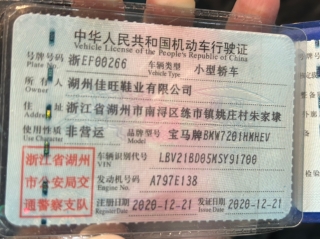 中华人民共和国机动车行驶证
Vehicle License of the People's Republic of China
号牌号码 浙EF00266 车辆类型 小型轿车
Plate No. Vehicle Type
所有人 湖州佳旺鞋业有限公司
Owner
住址 浙江省湖州市南浔区练市镇姚庄村朱家埭
Address
使用性质 非营运 品牌型号 宝马牌BMW7201HMHEV
Use Character Model
浙江省湖州
市公安局交
通警察支队
车辆识别代号 LBV21BD05MSY91700
VIN
发动机号码 A797E138
Engine No.
注册日期 2020-12-21 发证日期 2020-12-21
Register Date Issue Date